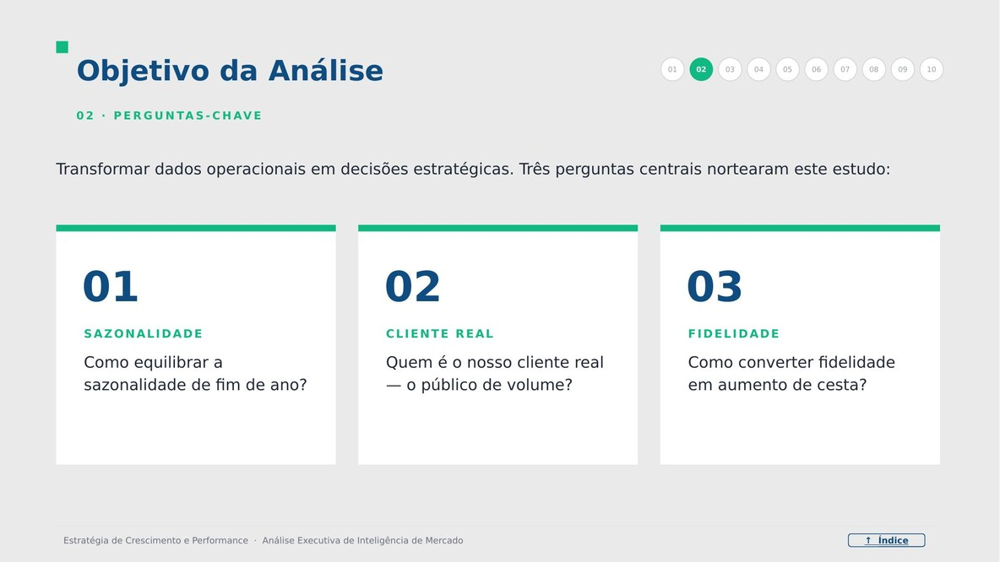 Objetivo da Análise
01 02 03 04 05 06 07 08 09 10
02 · PERGUNTAS-CHAVE
Transformar dados operacionais em decisões estratégicas. Três perguntas centrais nortearam este estudo:
01
SAZONALIDADE
Como equilibrar a
sazonalidade de fim de ano?
02
CLIENTE REAL
Quem é o nosso cliente real
— o público de volume?
03
FIDELIDADE
Como converter fidelidade
em aumento de cesta?
Estratégia de Crescimento e Performance · Análise Executiva de Inteligência de Mercado
↑ Índice